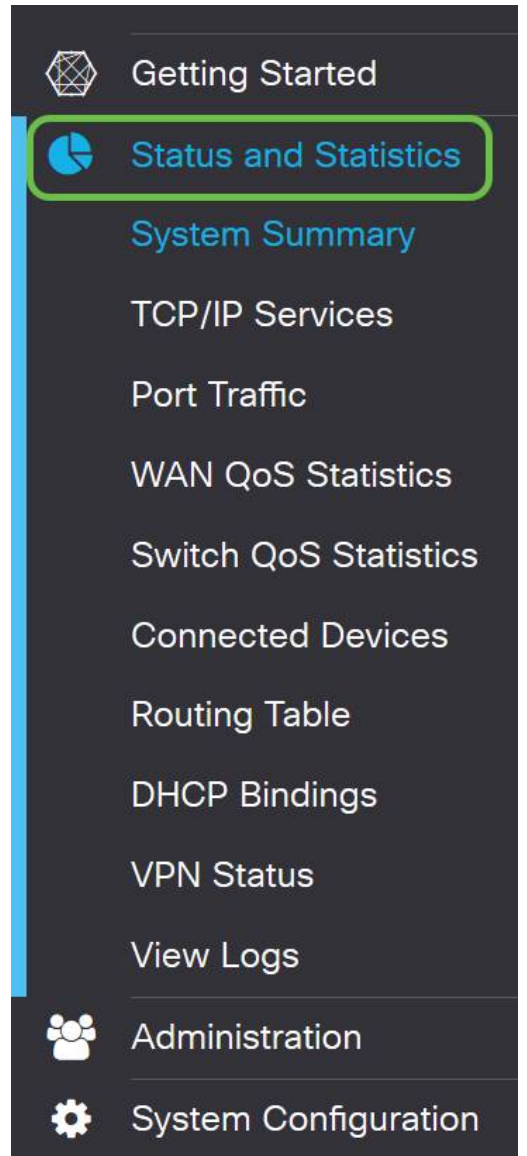 Getting Started
Status and Statistics
System Summary
TCP/IP Services
Port Traffic
WAN QoS Statistics
Switch QoS Statistics
Connected Devices
Routing Table
DHCP Bindings
VPN Status
View Logs
Administration
System Configuration